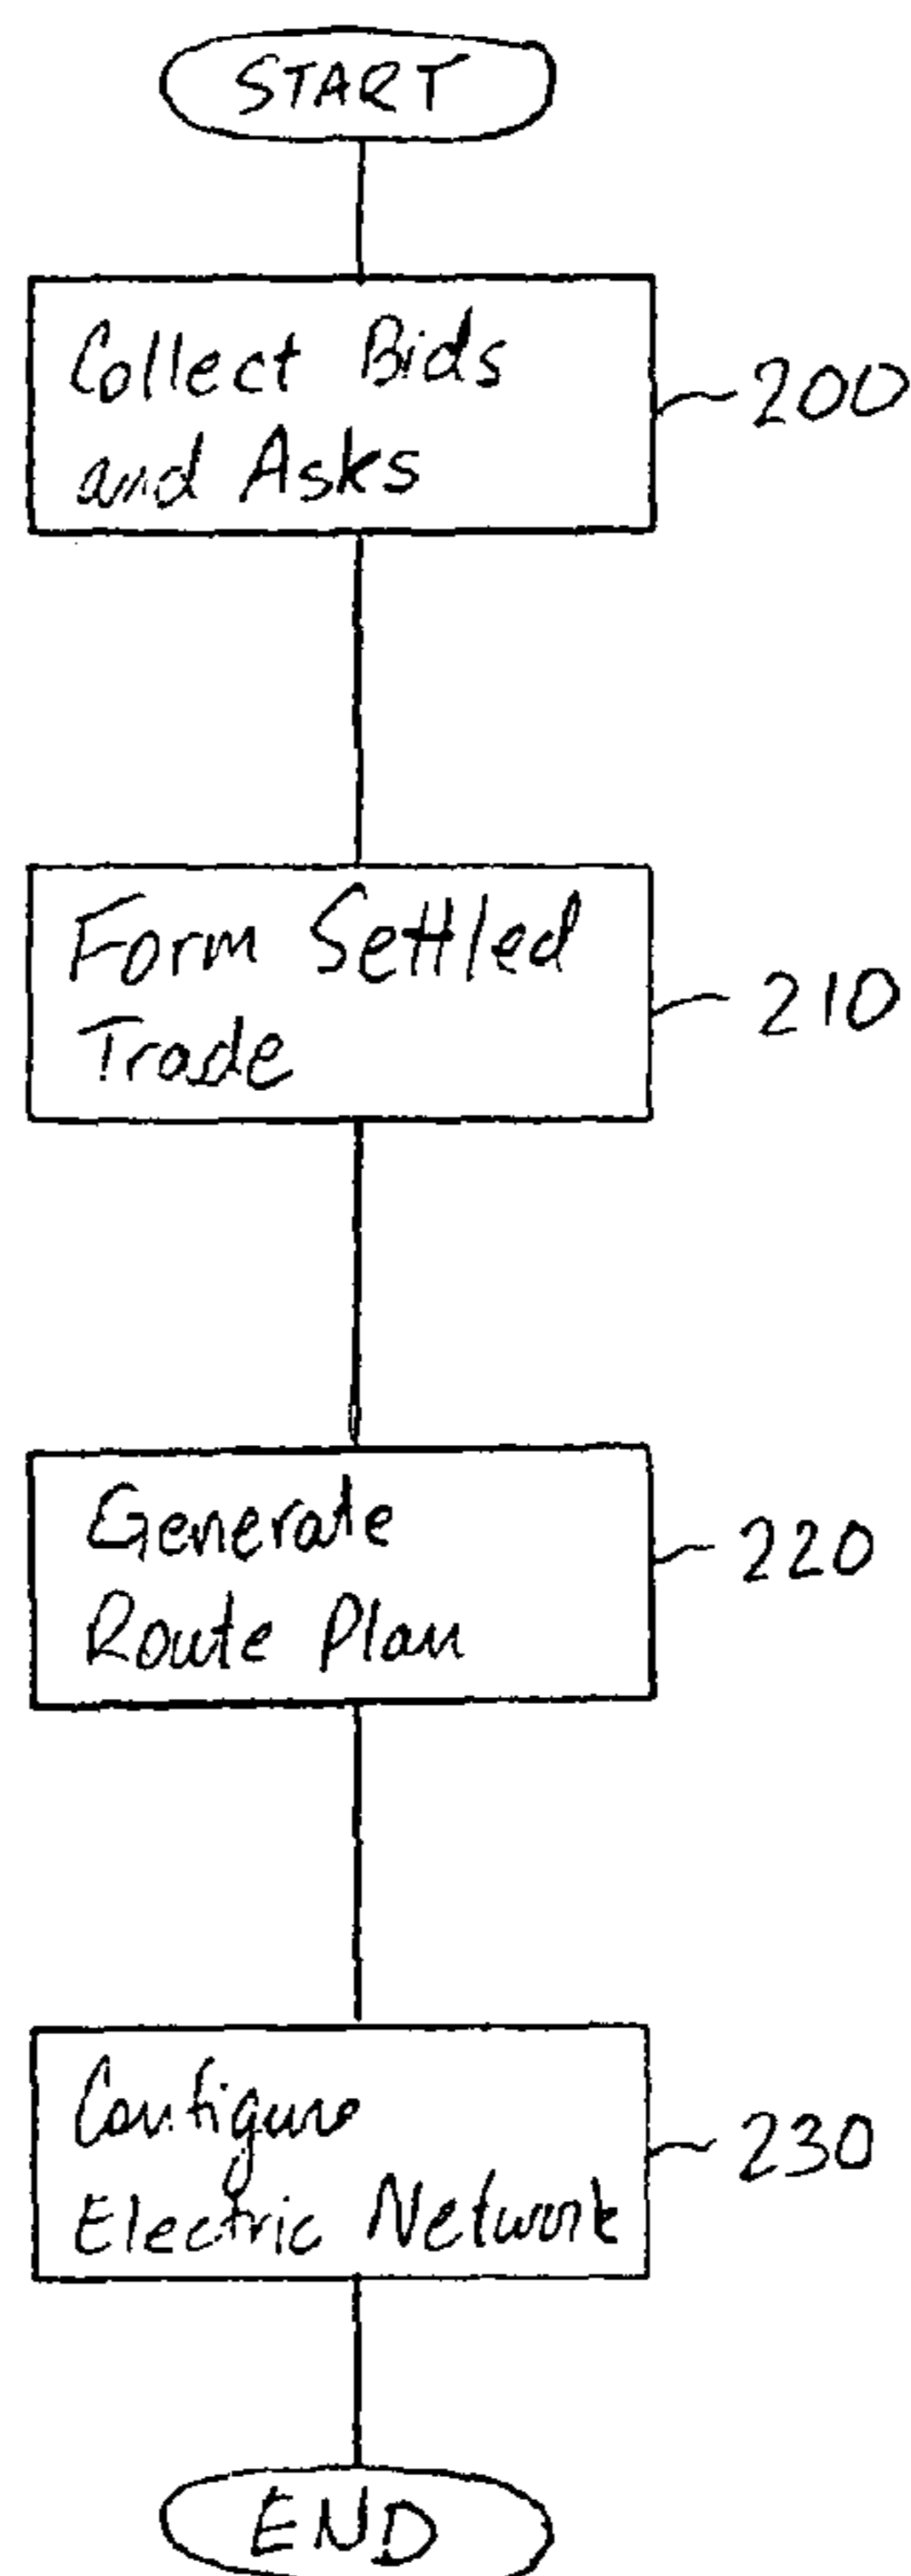 START
Collect Bids
and Asks
200
Form Settled
Trade
210
Generate
Route Plan
220
Configure
Electric Network
230
END